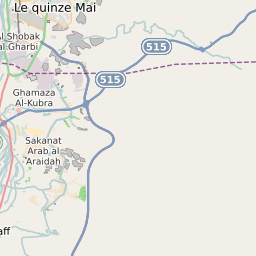 Le quinze Mai
Al Shobak
al Gharbi
515
515
Ghamaza
Al-Kubra
Sakanat
Arab al
Araidah
aff